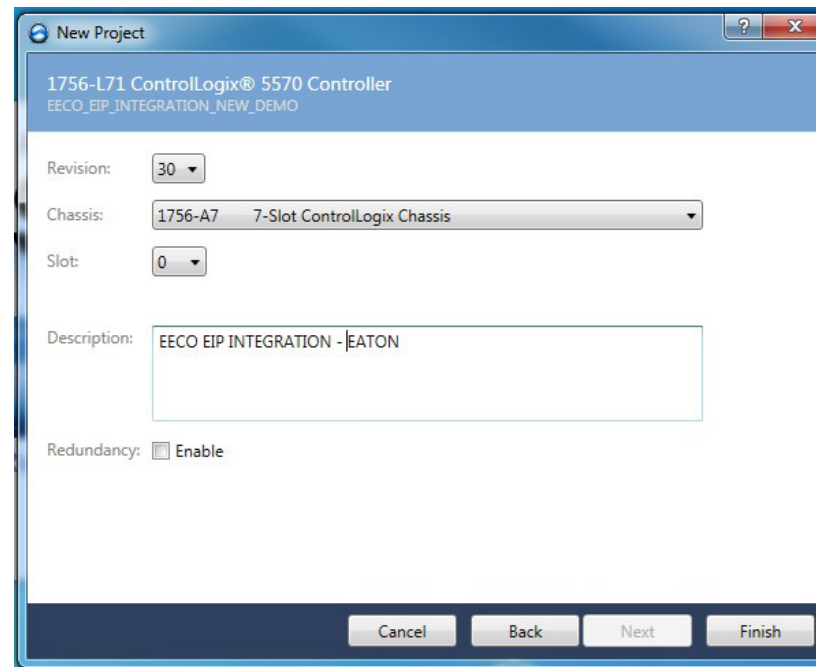 New Project
1756-L71 ControlLogix® 5570 Controller
EECO_EIP_INTEGRATION_NEW_DEMO
Revision: 30
Chassis: 1756-A7 7-Slot ControlLogix Chassis
Slot: 0
Description: EECO EIP INTEGRATION - EATON
Redundancy: Enable
Cancel Back Next Finish